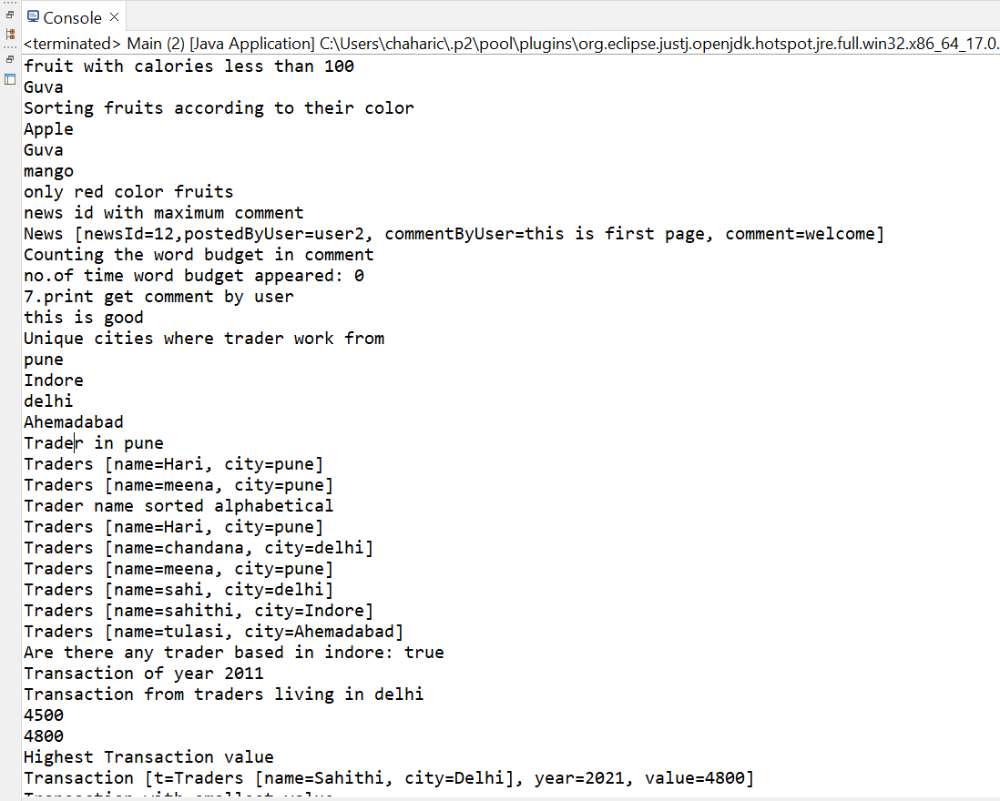 Console
<terminated> Main (2) [Java Application] C:\Users\chaharic\.p2\pool\plugins\org.eclipse.justj.openjdk.hotspot.jre.full.win32.x86_64_17.0.
fruit with calories less than 100
Guva
Sorting fruits according to their color
Apple
Guva
mango
only red color fruits
news id with maximum comment
News [newsId=12,postedByUser=user2, commentByUser=this is first page, comment=welcome]
Counting the word budget in comment
no.of time word budget appeared: 0
7.print get comment by user
this is good
Unique cities where trader work from
pune
Indore
delhi
Ahemadabad
Trader in pune
Traders [name=Hari, city=pune]
Traders [name=meena, city=pune]
Trader name sorted alphabetical
Traders [name=Hari, city=pune]
Traders [name=chandana, city=delhi]
Traders [name=meena, city=pune]
Traders [name=sahi, city=delhi]
Traders [name=sahithi, city=Indore]
Traders [name=tulasi, city=Ahemadabad]
Are there any trader based in indore: true
Transaction of year 2011
Transaction from traders living in delhi
4500
4800
Highest Transaction value
Transaction [t=Traders [name=Sahithi, city=Delhi], year=2021, value=4800]
Transaction with smallest value